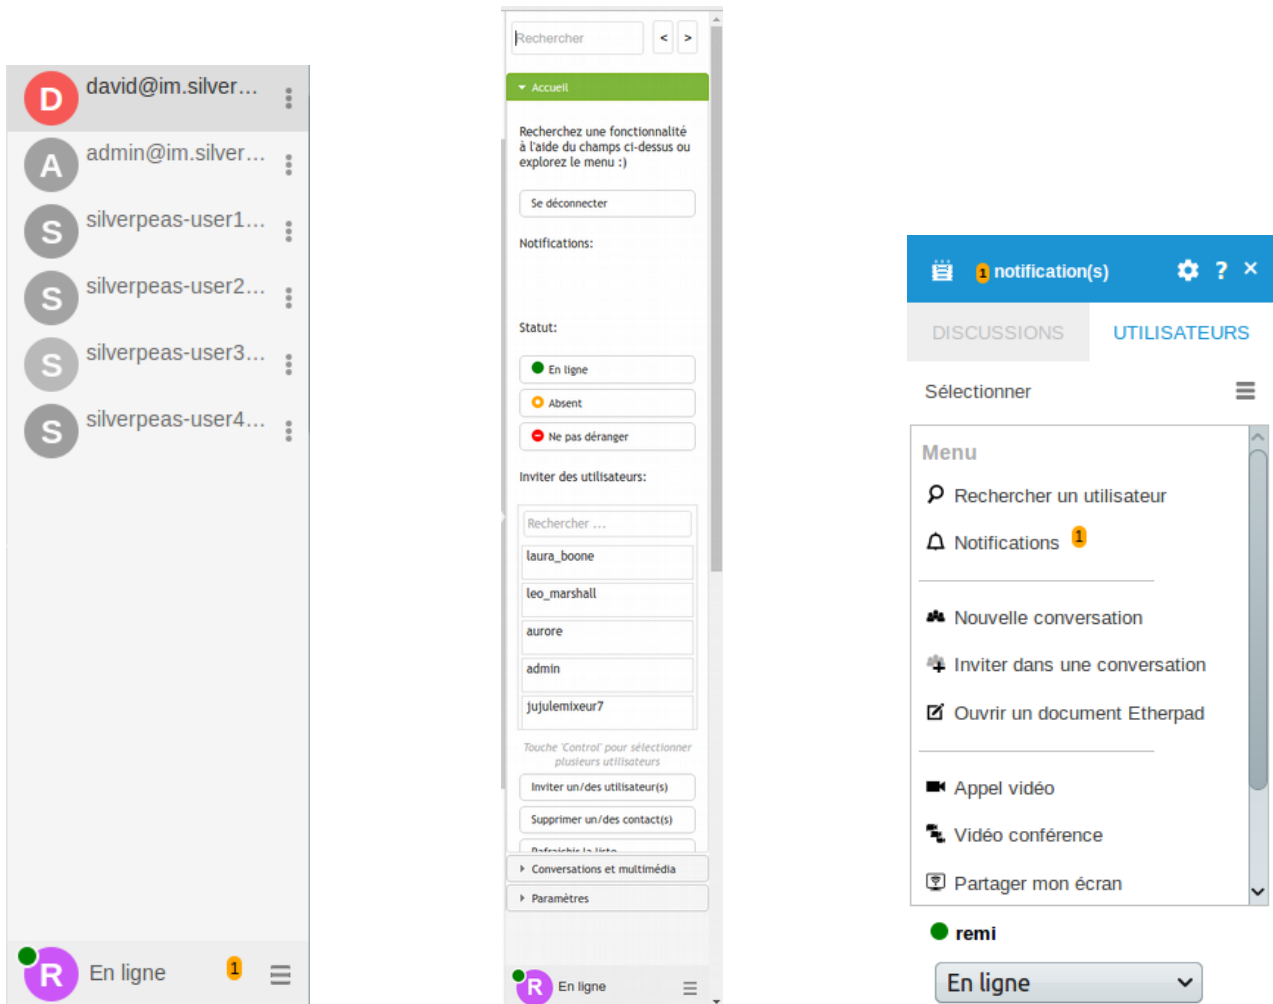 D david@im.silver...
A admin@im.silver...
S silverpeas-user1...
S silverpeas-user2...
S silverpeas-user3...
S silverpeas-user4...
R En ligne 1
Rechercher < >
Accueil
Recherchez une fonctionnalité
à l'aide du champs ci-dessus ou
explorez le menu :)
Se déconnecter
Notifications:
Statut:
En ligne
Absent
Ne pas déranger
Inviter des utilisateurs:
Rechercher ...
laura_boone
leo_marshall
aurore
admin
jujulemixeur7
Touche 'Control' pour sélectionner
plusieurs utilisateurs
Inviter un/des utilisateur(s)
Supprimer un/des contact(s)
Rafraichir la liste
Conversations et multimédia
Paramètres
R En ligne
1 notification(s) ? ×
DISCUSSIONS UTILISATEURS
Sélectionner
Menu
Rechercher un utilisateur
Notifications 1
Nouvelle conversation
Inviter dans une conversation
Ouvrir un document Etherpad
Appel vidéo
Vidéo conférence
Partager mon écran
remi
En ligne